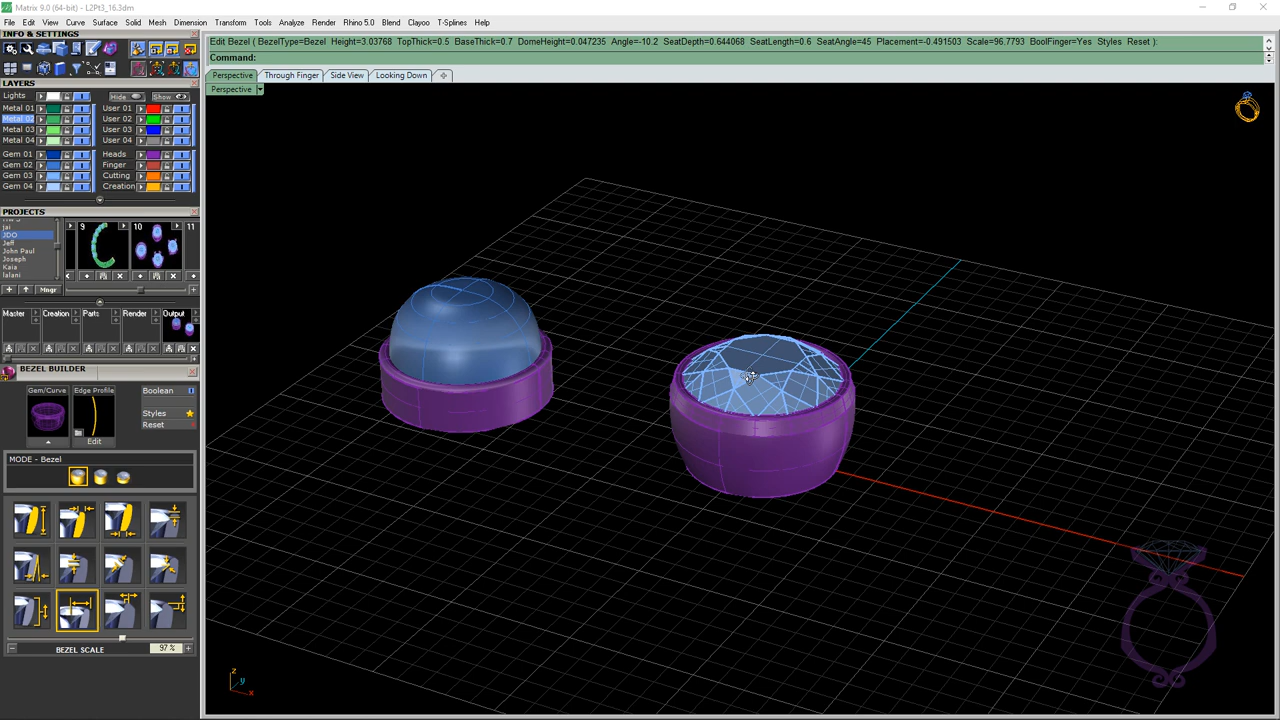 Matrix 9.0 (64-bit) - L2Pt3_16.3dm
File Edit View Curve Surface Solid Mesh Dimension Transform Tools Analyze Render Rhino 5.0 Blend Clayoo T-Splines Help
INFO & SETTINGS
Edit Bezel ( BezelType=Bezel Height=3.03768 TopThick=0.5 BaseThick=0.7 DomeHeight=0.047235 Angle=-10.2 SeatDepth=0.644068 SeatLength=0.6 SeatAngle=45 Placement=-0.491503 Scale=96.7793 BoolFinger=Yes Styles Reset ):
Command:
Perspective Through Finger Side View Looking Down
Perspective
LAYERS
Lights Hide Show
Metal 01 User 01
Metal 02 User 02
Metal 03 User 03
Metal 04 User 04
Gem 01 Heads
Gem 02 Finger
Gem 03 Cutting
Gem 04 Creation
PROJECTS
jai
JDO
Jeff
John Paul
Joseph
Kaia
lalani
9 10 11
Mngr
Master Creation Parts Render Output
BEZEL BUILDER
Gem/Curve Edge Profile Boolean
Styles
Reset
Edit
MODE - Bezel
BEZEL SCALE 97 %
z
y
x